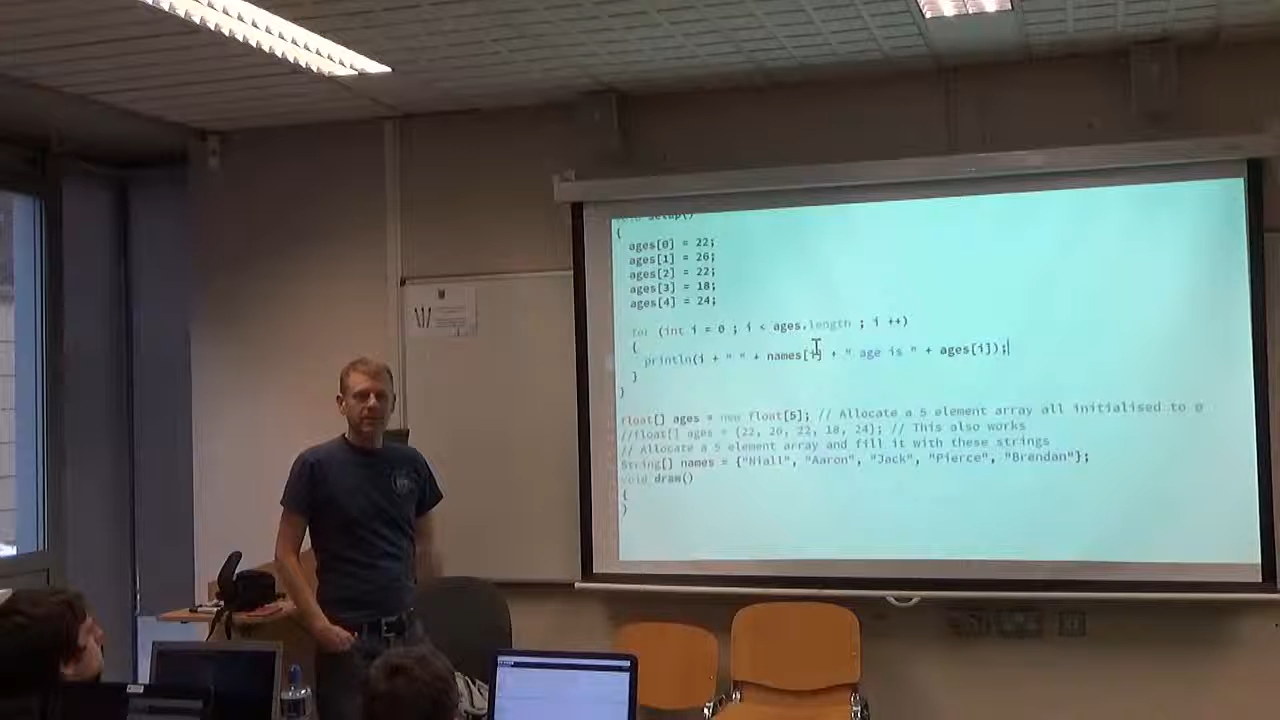 void setup()
{
ages[0] = 22;
ages[1] = 26;
ages[2] = 22;
ages[3] = 18;
ages[4] = 24;
for (int i = 0 ; i < ages.length ; i ++)
{
println(i + " " + names[i] + " age is " + ages[i]);
}
}
float[] ages = new float[5]; // Allocate a 5 element array all initialised to 0
//float[] ages = {22, 26, 22, 18, 24}; // This also works
// Allocate a 5 element array and fill it with these strings
String[] names = {"Niall", "Aaron", "Jack", "Pierce", "Brendan"};
void draw()
{
}